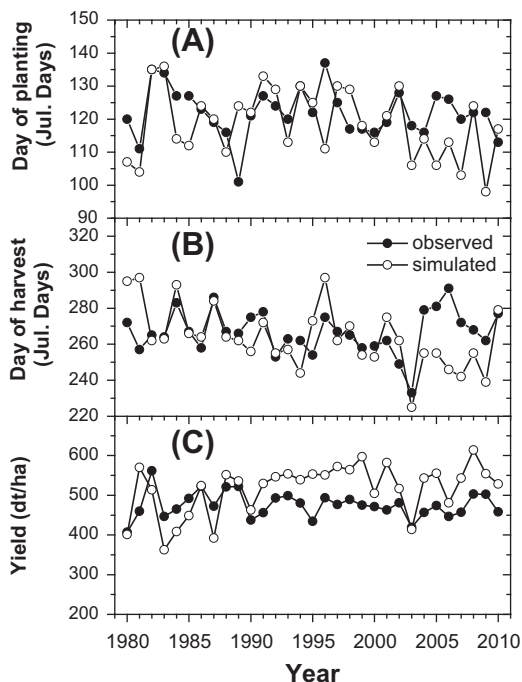 (A)
Day of planting
(Jul. Days)
150
140
130
120
110
100
90
(B)
observed
simulated
Day of harvest
(Jul. Days)
320
300
280
260
240
220
(C)
Yield (dt/ha)
600
500
400
300
200
1980 1985 1990 1995 2000 2005 2010
Year